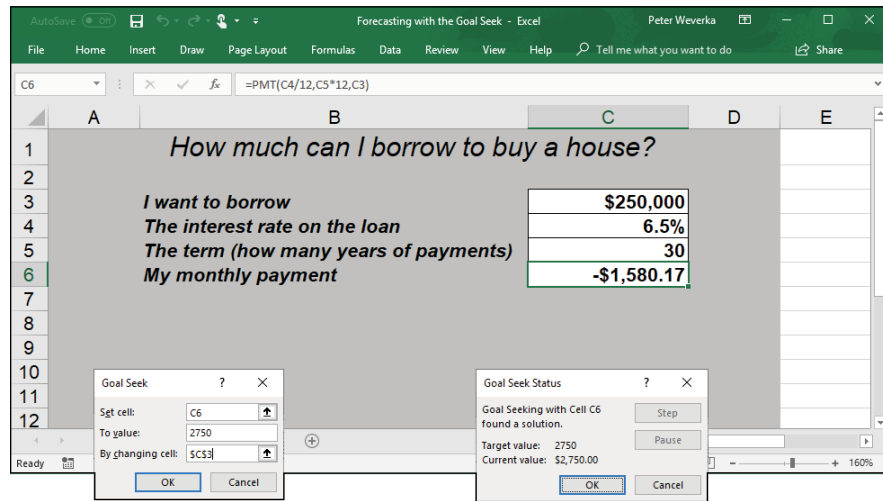 AutoSave Off Forecasting with the Goal Seek - Excel Peter Weverka
File Home Insert Draw Page Layout Formulas Data Review View Help Tell me what you want to do Share
C6 fx =PMT(C4/12,C5*12,C3)
A B C D E
1 How much can I borrow to buy a house?
2
3 I want to borrow $250,000
4 The interest rate on the loan 6.5%
5 The term (how many years of payments) 30
6 My monthly payment -$1,580.17
7
8
9
10
11
12
Goal Seek ? ×
Set cell: C6
To value: 2750
By changing cell: $C$3
OK Cancel
Goal Seek Status ? ×
Goal Seeking with Cell C6 Step
found a solution.
Pause
Target value: 2750
Current value: $2,750.00
OK Cancel
Ready 160%